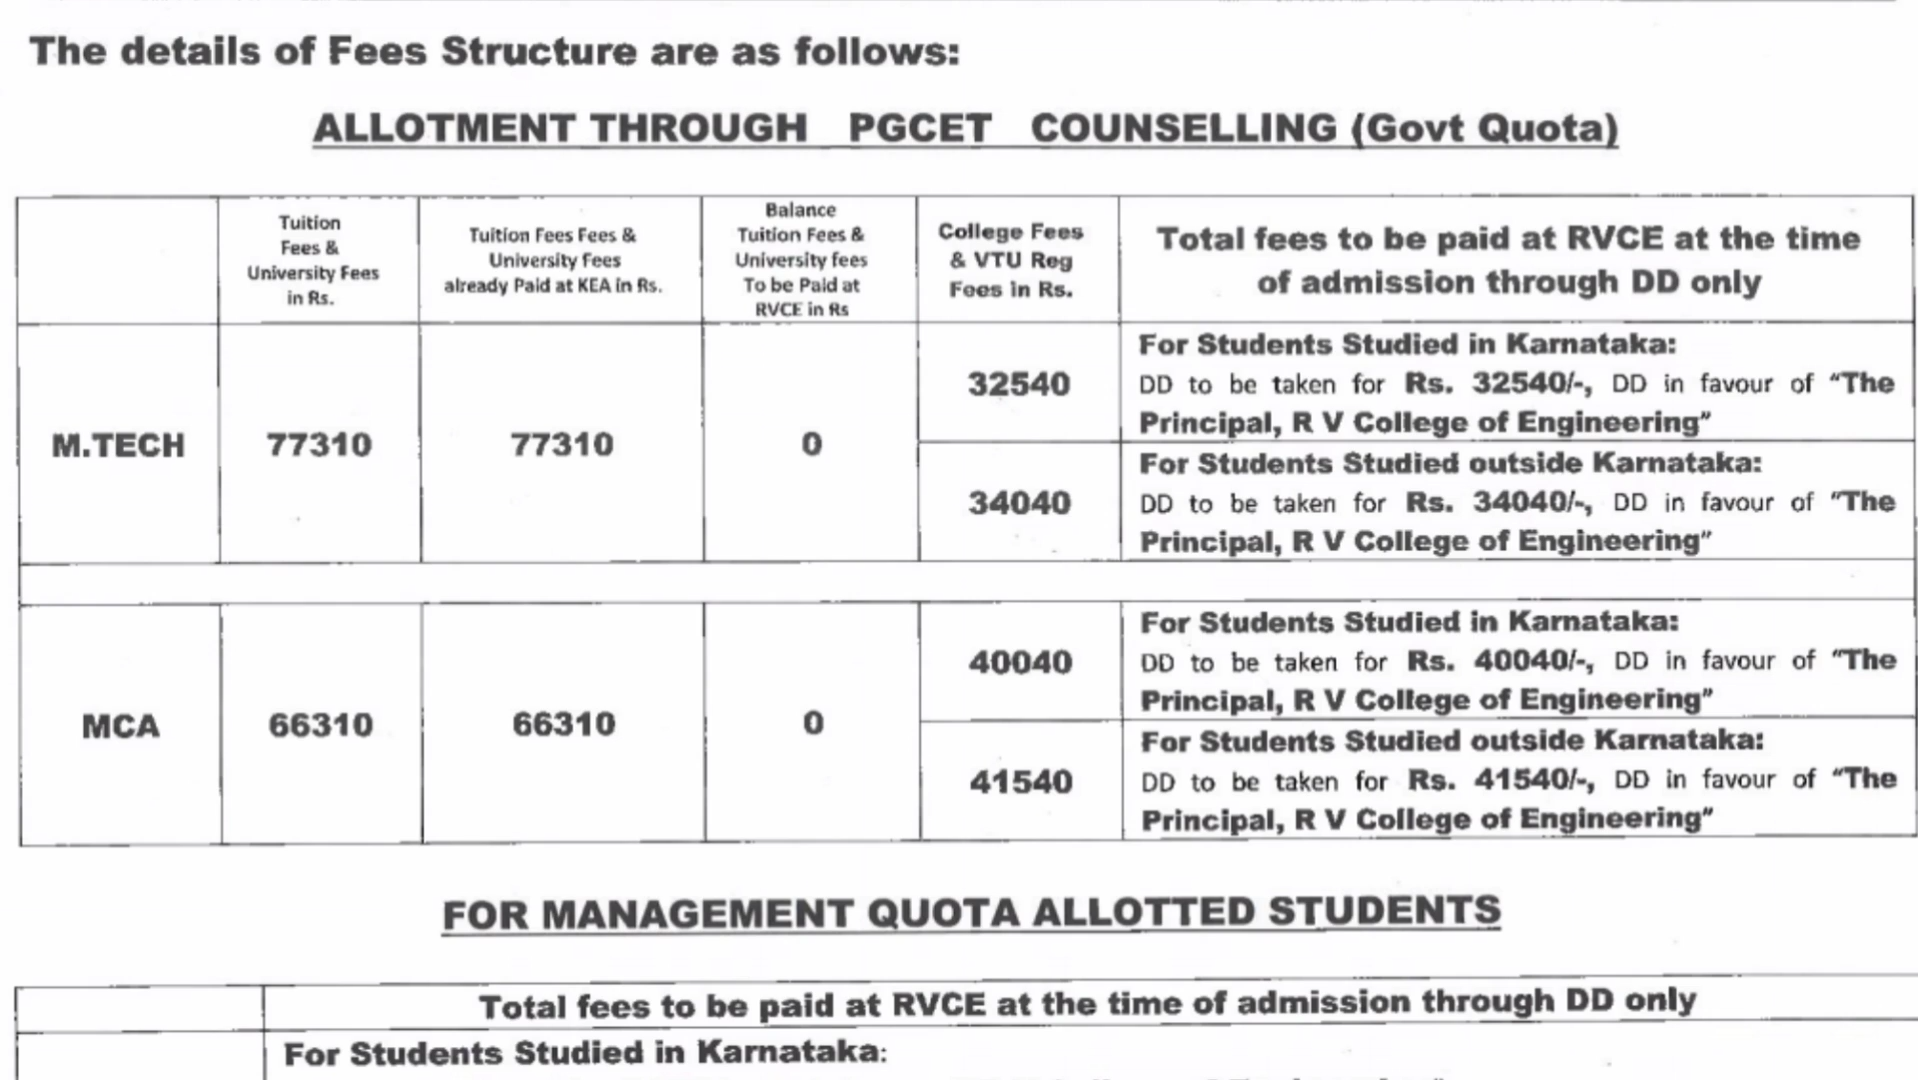 The details of Fees Structure are as follows:
ALLOTMENT THROUGH PGCET COUNSELLING (Govt Quota)
Tuition
Fees &
University Fees
in Rs.
Tuition Fees Fees &
University Fees
already Paid at KEA in Rs.
Balance
Tuition Fees &
University fees
To be Paid at
RVCE in Rs
College Fees
& VTU Reg
Fees in Rs.
Total fees to be paid at RVCE at the time
of admission through DD only
M.TECH
77310
77310
0
32540
For Students Studied in Karnataka:
DD to be taken for Rs. 32540/-, DD in favour of “The
Principal, R V College of Engineering”
34040
For Students Studied outside Karnataka:
DD to be taken for Rs. 34040/-, DD in favour of “The
Principal, R V College of Engineering”
MCA
66310
66310
0
40040
For Students Studied in Karnataka:
DD to be taken for Rs. 40040/-, DD in favour of “The
Principal, R V College of Engineering”
41540
For Students Studied outside Karnataka:
DD to be taken for Rs. 41540/-, DD in favour of “The
Principal, R V College of Engineering”
FOR MANAGEMENT QUOTA ALLOTTED STUDENTS
Total fees to be paid at RVCE at the time of admission through DD only
For Students Studied in Karnataka: